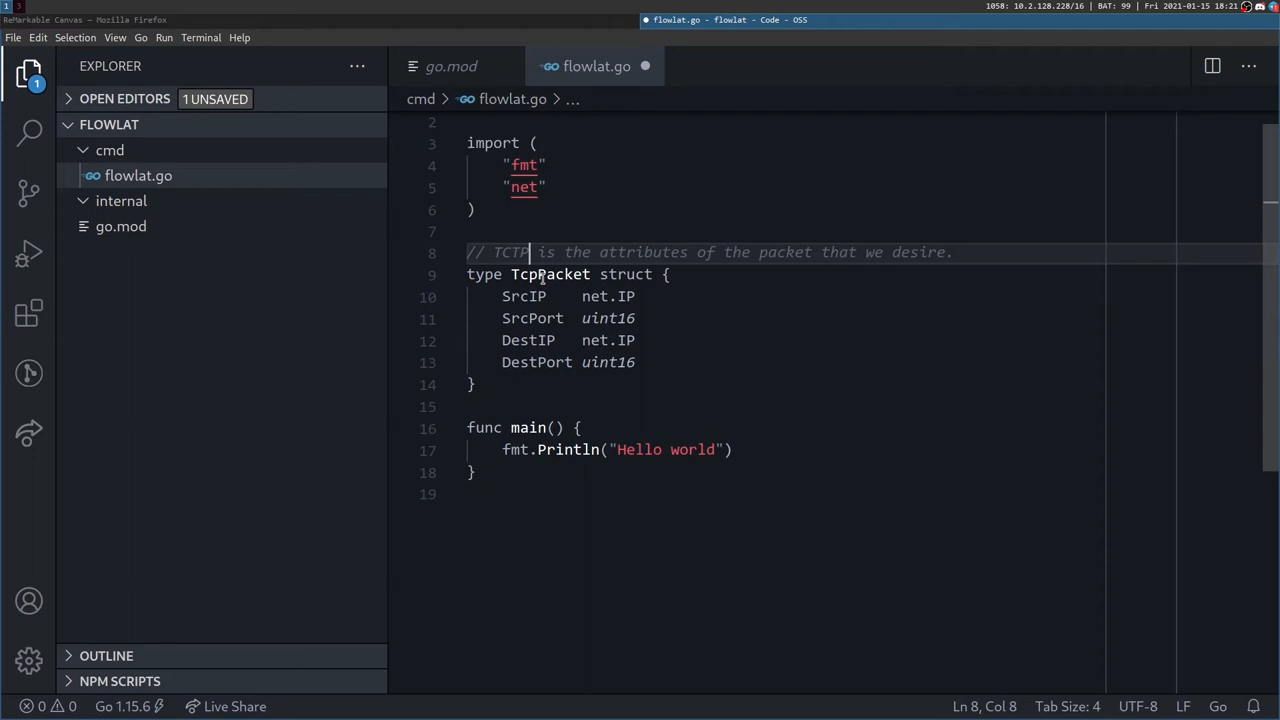 1 3 1058: 10.2.128.228/16 | BAT: 99 | Fri 2021-01-15 18:21
ReMarkable Canvas - Mozilla Firefox
flowlat.go - flowlat - Code - OSS
File Edit Selection View Go Run Terminal Help
EXPLORER
go.mod
flowlat.go
1
OPEN EDITORS 1 UNSAVED
cmd flowlat.go ...
FLOWLAT
cmd
flowlat.go
internal
go.mod
OUTLINE
NPM SCRIPTS
2
3 import (
4 "fmt"
5 "net"
6 )
7
8 // TCTP is the attributes of the packet that we desire.
9 type TcpPacket struct {
10 SrcIP net.IP
11 SrcPort uint16
12 DestIP net.IP
13 DestPort uint16
14 }
15
16 func main() {
17 fmt.Println("Hello world")
18 }
19
0 0 Go 1.15.6 Live Share Ln 8, Col 8 Tab Size: 4 UTF-8 LF Go